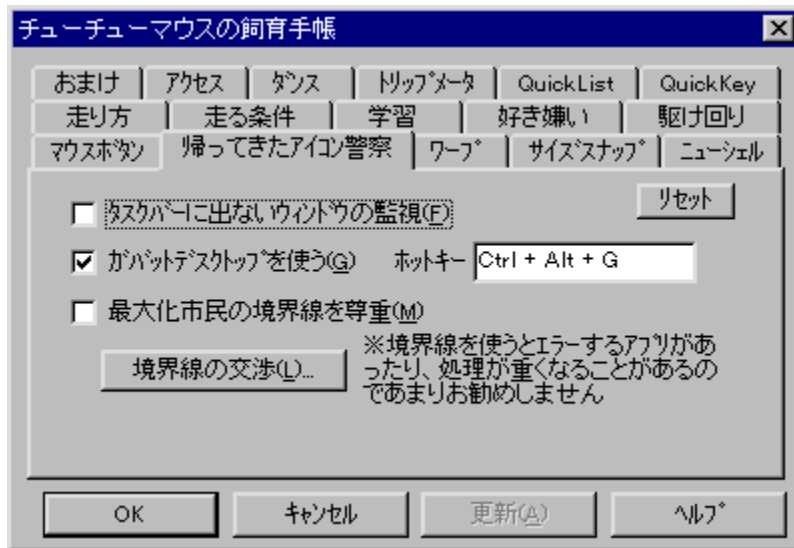 チューチューマウスの飼育手帳
おまけ アクセス ﾀﾞﾝｽ ﾄﾘｯﾌﾟﾒｰﾀ QuickList QuickKey
走り方 走る条件 学習 好き嫌い 駆け回り
マウスﾎﾞﾀﾝ 帰ってきたｱｲｺﾝ警察 ﾜｰﾌﾟ ｻｲｽﾞｽﾅｯﾌﾟ ﾆｭｰｼｪﾙ
リセット
ﾀｽｸﾊﾞｰに出ないｳｨﾝﾄﾞｳの監視(F)
ｶﾞﾊﾞｯﾄﾃﾞｽｸﾄｯﾌﾟを使う(G) ﾎｯﾄｷｰ Ctrl + Alt + G
最大化市民の境界線を尊重(M)
境界線の交渉(L)...
※境界線を使うとｴﾗｰするｱﾌﾟﾘがあ
ったり、処理が重くなることがあるの
であまりお勧めしません
OK キャンセル 更新(A) ﾍﾙﾌﾟ